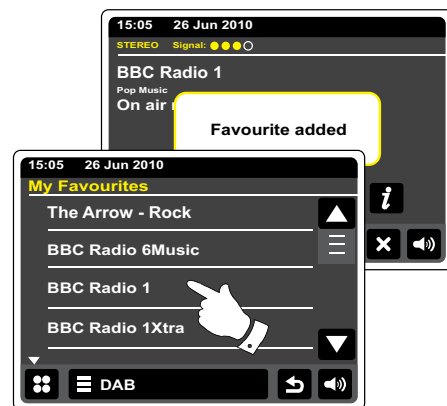 15:05 26 Jun 2010
STEREO Signal:
BBC Radio 1
Pop Music
On air
Favourite added
i
15:05 26 Jun 2010
My Favourites
The Arrow - Rock
BBC Radio 6Music
BBC Radio 1
BBC Radio 1Xtra
DAB